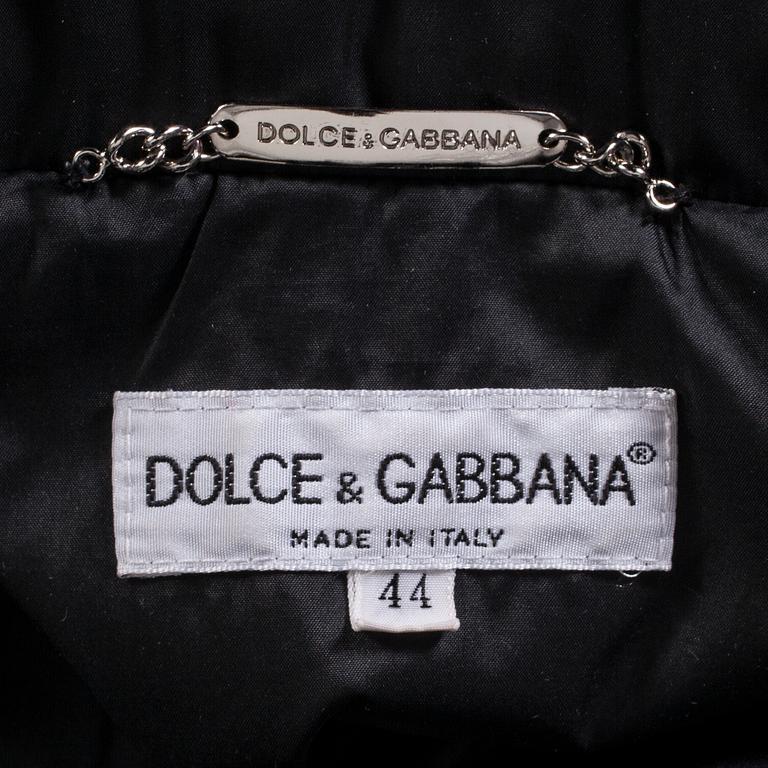 DOLCE & GABBANA
DOLCE & GABBANA®
MADE IN ITALY
44